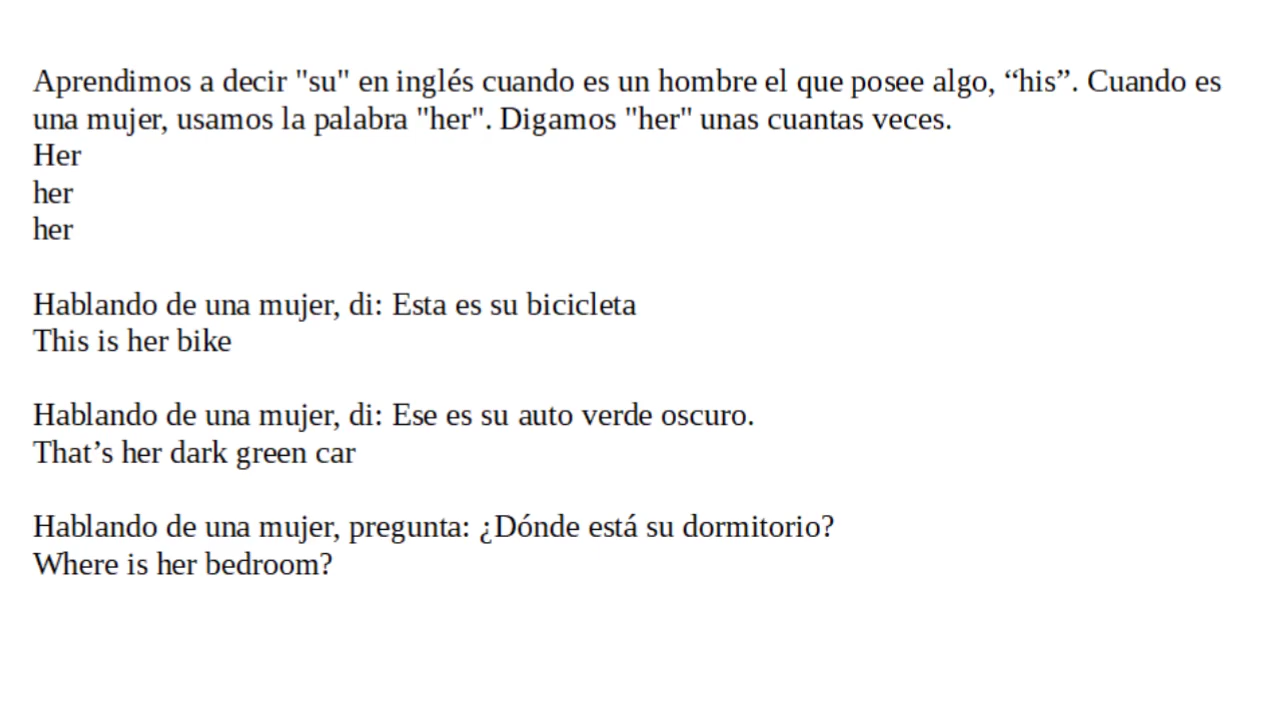 Aprendimos a decir "su" en inglés cuando es un hombre el que posee algo, “his”. Cuando es
una mujer, usamos la palabra "her". Digamos "her" unas cuantas veces.
Her
her
her
Hablando de una mujer, di: Esta es su bicicleta
This is her bike
Hablando de una mujer, di: Ese es su auto verde oscuro.
That’s her dark green car
Hablando de una mujer, pregunta: ¿Dónde está su dormitorio?
Where is her bedroom?